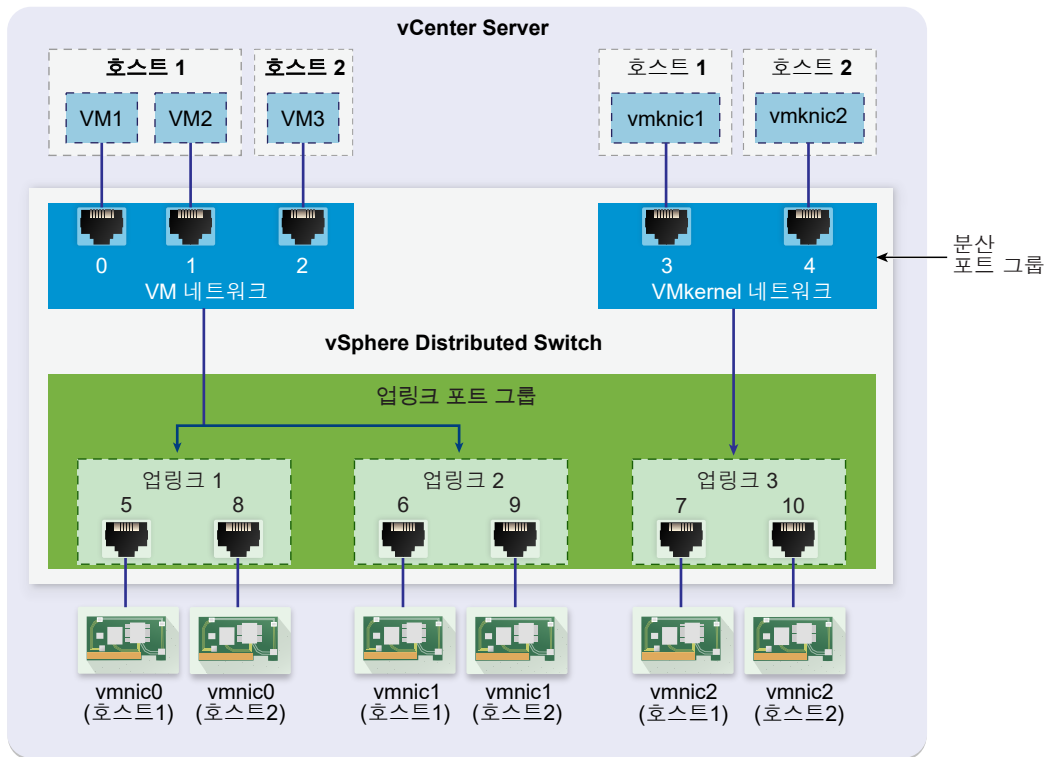 vCenter Server
호스트 1
호스트 2
호스트 1
호스트 2
VM1
VM2
VM3
vmknic1
vmknic2
0
1
2
3
4
VM 네트워크
VMkernel 네트워크
분산
포트 그룹
vSphere Distributed Switch
업링크 포트 그룹
업링크 1
업링크 2
업링크 3
5
8
6
9
7
10
vmnic0
(호스트1)
vmnic0
(호스트2)
vmnic1
(호스트1)
vmnic1
(호스트2)
vmnic2
(호스트1)
vmnic2
(호스트2)